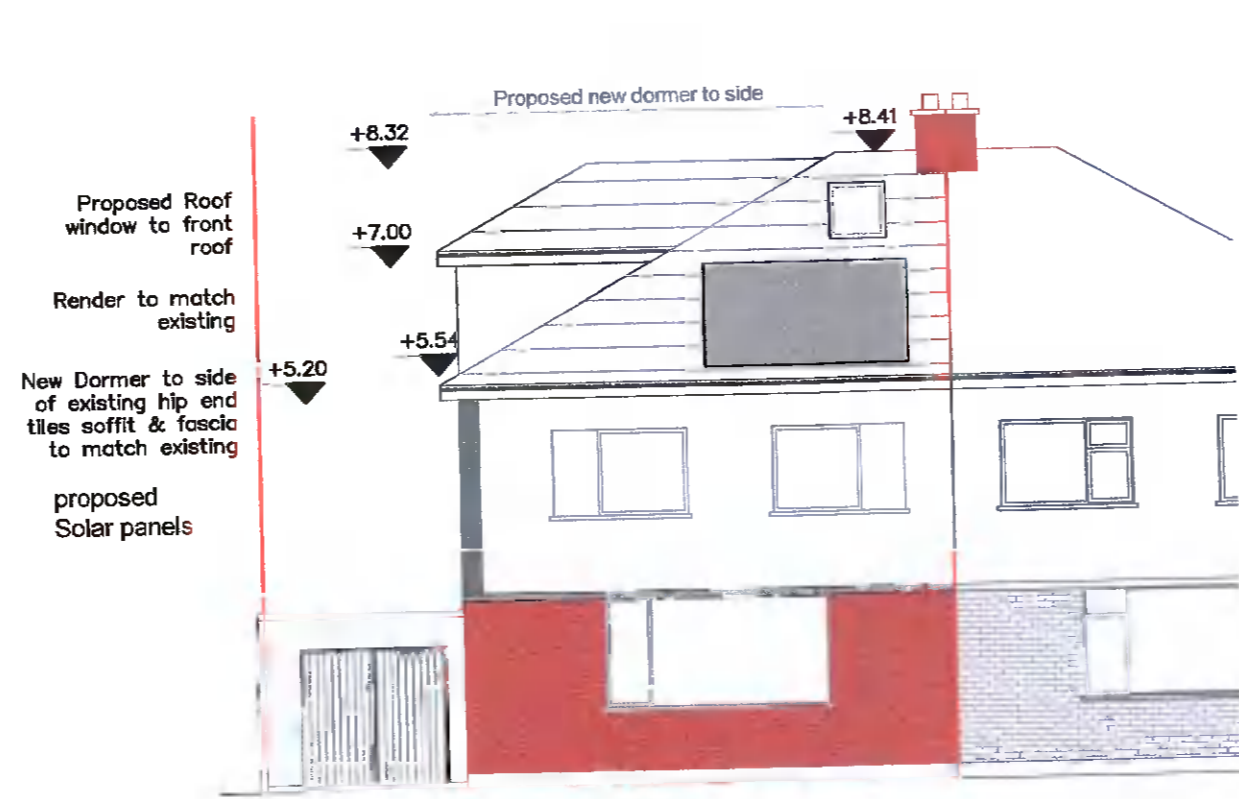 Proposed new dormer to side
+8.41
+8.32
Proposed Roof
window to front
roof
+7.00
Render to match
existing
+5.54
+5.20
New Dormer to side
of existing hip end
tiles soffit & fascia
to match existing
proposed
Solar panels